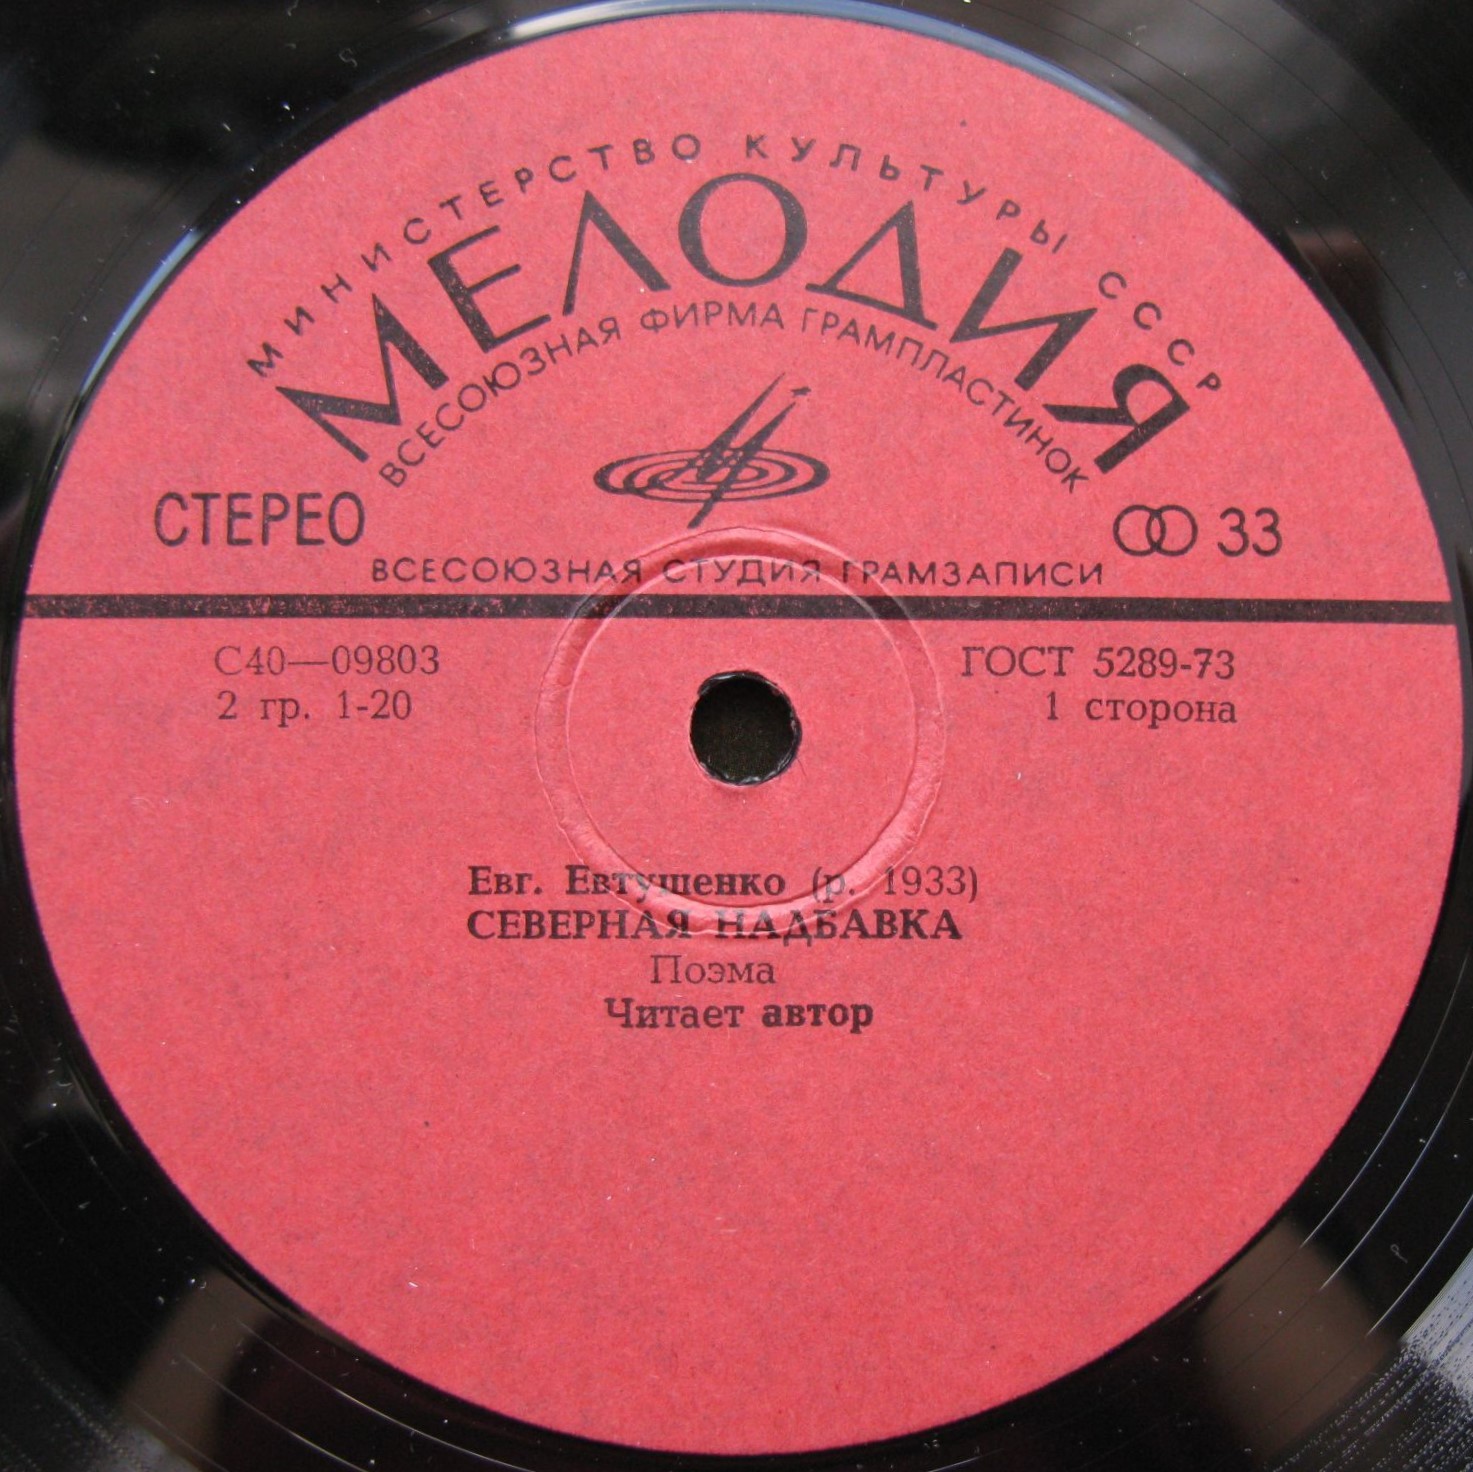 МИНИСТЕРСТВО КУЛЬТУРЫ СССР
МЕЛОДИЯ
ВСЕСОЮЗНАЯ ФИРМА ГРАМПЛАСТИНОК
СТЕРЕО
33
ВСЕСОЮЗНАЯ СТУДИЯ ГРАМЗАПИСИ
С40—09803
2 гр. 1-20
ГОСТ 5289-73
1 сторона
Евг. Евтушенко (р. 1933)
СЕВЕРНАЯ НАДБАВКА
Поэма
Читает автор